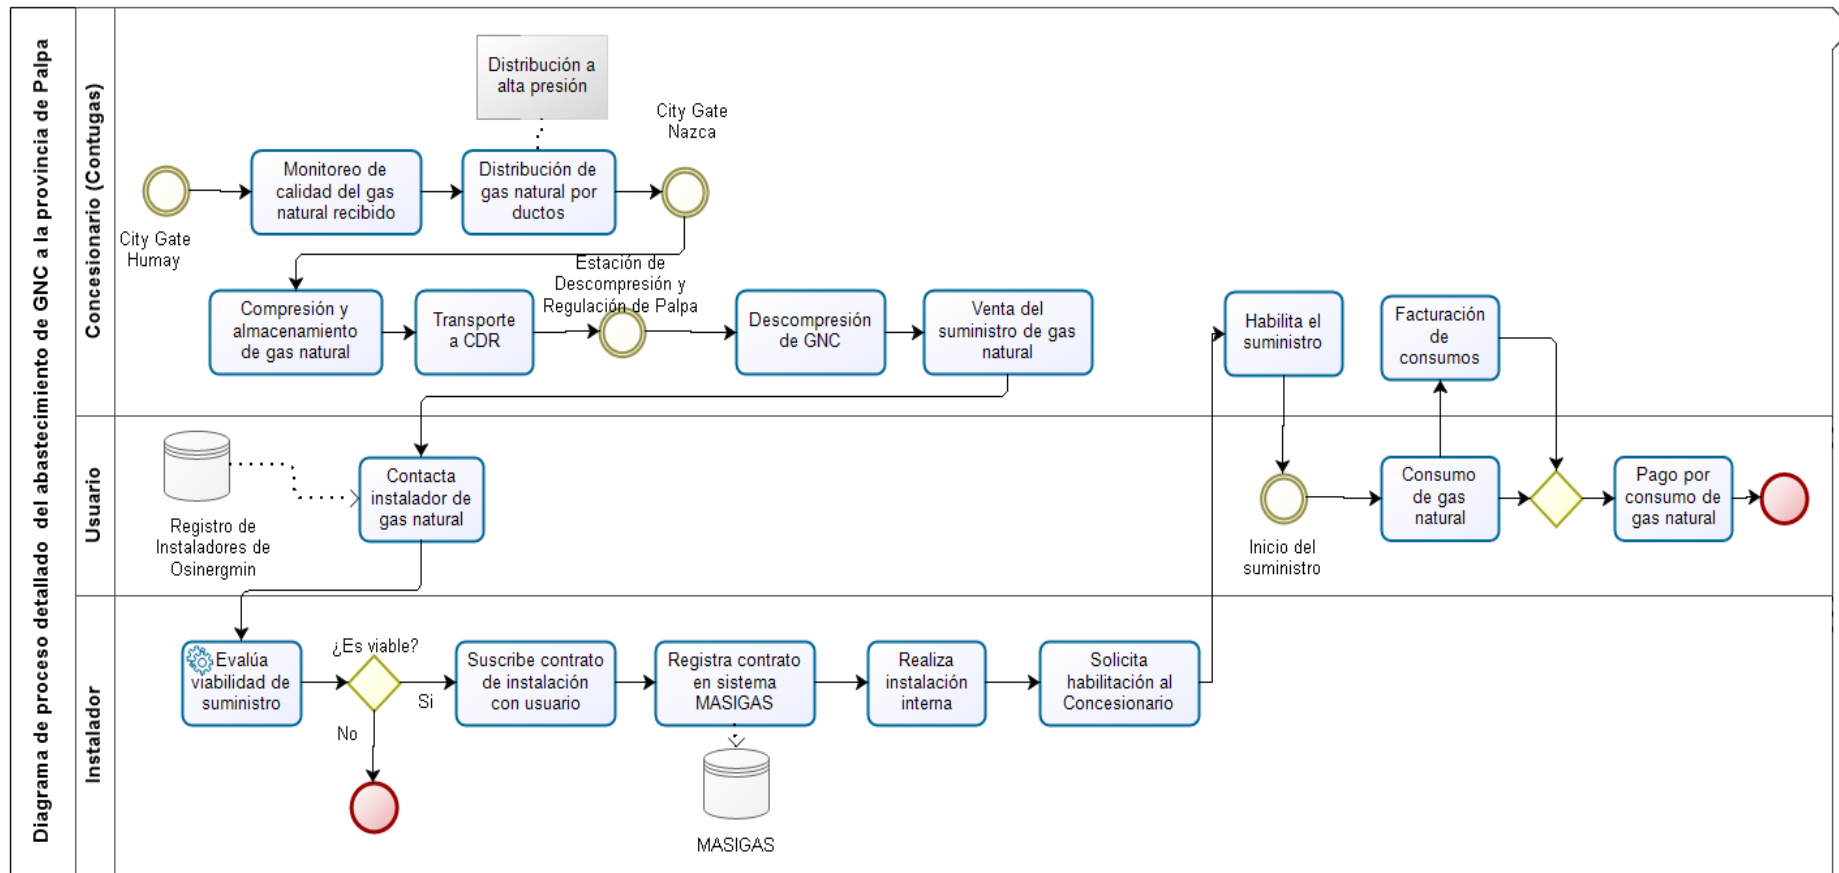 Diagrama de proceso detallado del abastecimiento de GNC a la provincia de Palpa
Concesionario (Contugas)
Distribución a
alta presión
City Gate
Nazca
Monitoreo de
calidad del gas
natural recibido
Distribución de
gas natural por
ductos
City Gate
Humay
Estación de
Descompresión y
Regulación de Palpa
Compresión y
almacenamiento
de gas natural
Transporte
a CDR
Descompresión
de GNC
Venta del
suministro de gas
natural
Habilita el
suministro
Facturación
de
consumos
Usuario
Registro de
Instaladores de
Osinergmin
Contacta
instalador de
gas natural
Inicio del
suministro
Consumo
de gas
natural
Pago por
consumo de
gas natural
Instalador
Evalúa
viabilidad de
suministro
¿Es viable?
Si
No
Suscribe contrato
de instalación
con usuario
Registra contrato
en sistema
MASIGAS
MASIGAS
Realiza
instalación
interna
Solicita
habilitación al
Concesionario